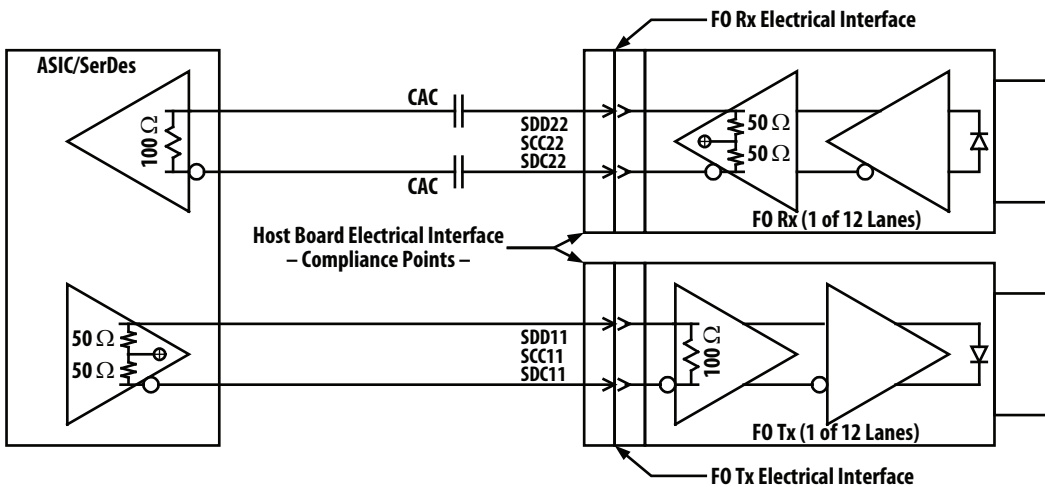 FO Rx Electrical Interface
ASIC/SerDes
100 Ω
CAC
CAC
SDD22
SCC22
SDC22
50 Ω
50 Ω
FO Rx (1 of 12 Lanes)
Host Board Electrical Interface
– Compliance Points –
50 Ω
50 Ω
SDD11
SCC11
SDC11
100 Ω
FO Tx (1 of 12 Lanes)
FO Tx Electrical Interface